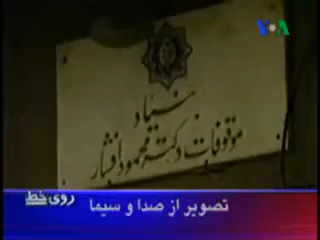 VOA
بنیاد
موقوفات دکتر محمود افشار
روی خط
تصویر از صدا و سیما